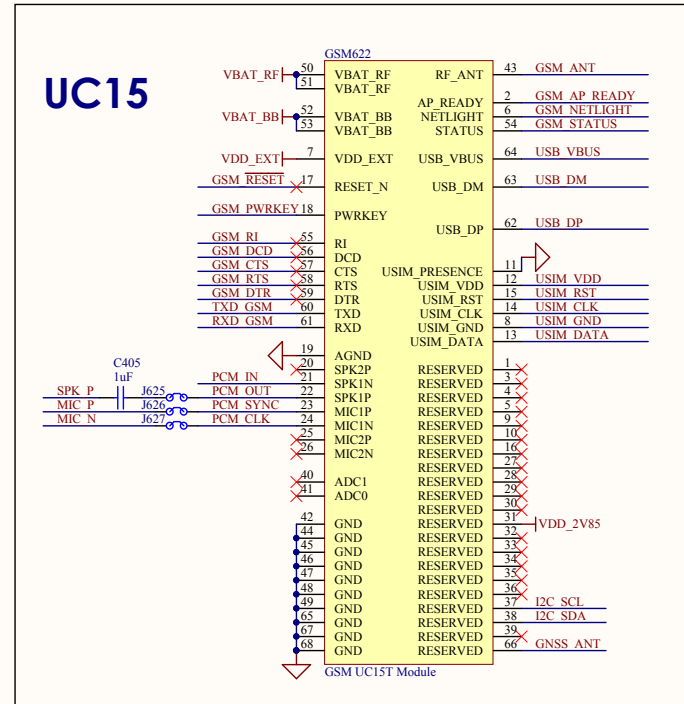 UC15
GSM622
VBAT_RF 50 VBAT_RF RF_ANT 43 GSM_ANT
51 VBAT_RF
AP_READY 2 GSM_AP_READY
VBAT_BB 52 VBAT_BB NETLIGHT 6 GSM_NETLIGHT
53 VBAT_BB STATUS 54 GSM_STATUS
VDD_EXT 7 VDD_EXT USB_VBUS 64 USB_VBUS
GSM_RESET 17 RESET_N USB_DM 63 USB_DM
GSM_PWRKEY 18 PWRKEY
USB_DP 62 USB_DP
GSM_RI 55 RI
GSM_DCD 56 DCD
GSM_CTS 57 CTS USIM_PRESENCE 11
GSM_RTS 58 RTS USIM_VDD 12 USIM_VDD
GSM_DTR 59 DTR USIM_RST 15 USIM_RST
TXD_GSM 60 TXD USIM_CLK 14 USIM_CLK
RXD_GSM 61 RXD USIM_GND 8 USIM_GND
USIM_DATA 13 USIM_DATA
19 AGND
C405
1uF
20 SPK2P RESERVED 1
PCM_IN 21 SPK1N RESERVED 3
SPK_P J625 PCM_OUT 22 SPK1P RESERVED 4
MIC_P J626 PCM_SYNC 23 MIC1P RESERVED 5
MIC_N J627 PCM_CLK 24 MIC1N RESERVED 9
25 MIC2P RESERVED 10
26 MIC2N RESERVED 16
RESERVED 27
40 ADC1 RESERVED 28
41 ADC0 RESERVED 29
RESERVED 30
42 GND RESERVED 31 VDD_2V85
44 GND RESERVED 32
45 GND RESERVED 33
46 GND RESERVED 34
47 GND RESERVED 35
48 GND RESERVED 36
49 GND RESERVED 37 I2C_SCL
65 GND RESERVED 38 I2C_SDA
67 GND RESERVED 39
68 GND RESERVED 66 GNSS_ANT
GSM UC15T Module